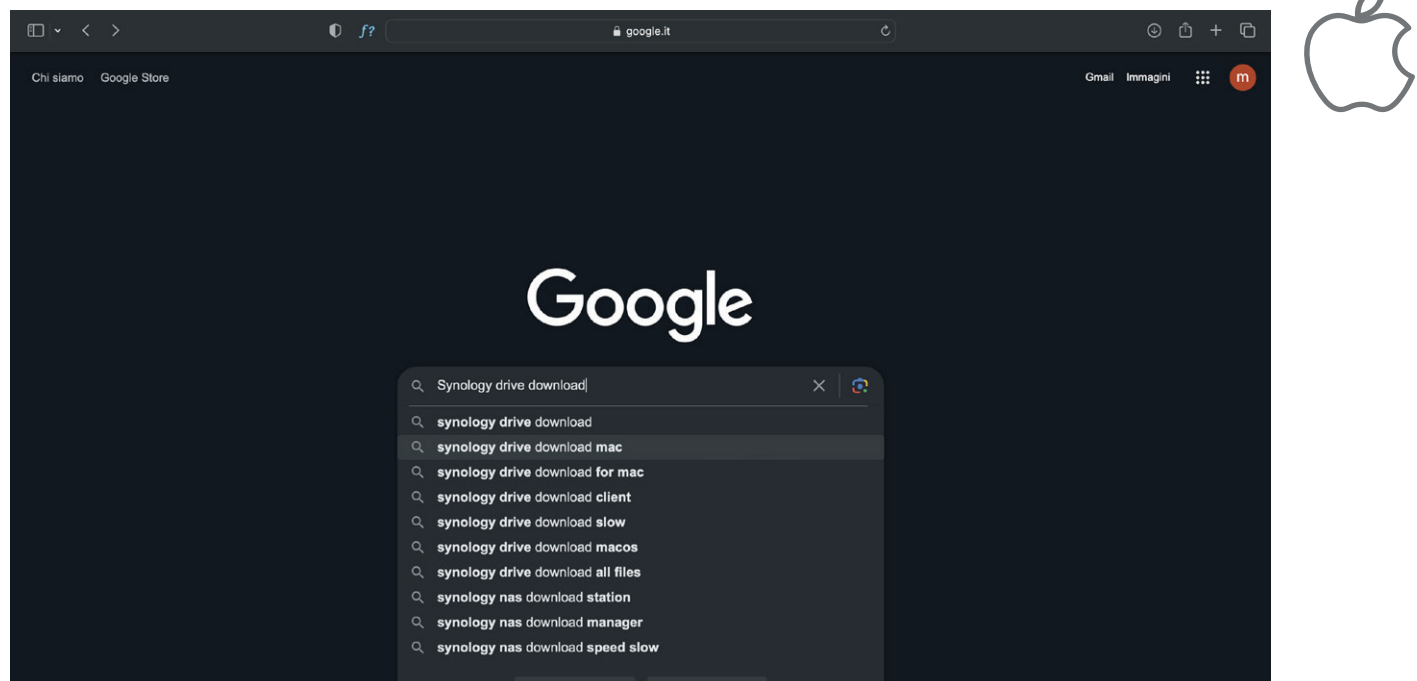 f?
google.it
Chi siamo Google Store
Gmail Immagini
m
Google
Synology drive download
synology drive download
synology drive download mac
synology drive download for mac
synology drive download client
synology drive download slow
synology drive download macos
synology drive download all files
synology nas download station
synology nas download manager
synology nas download speed slow